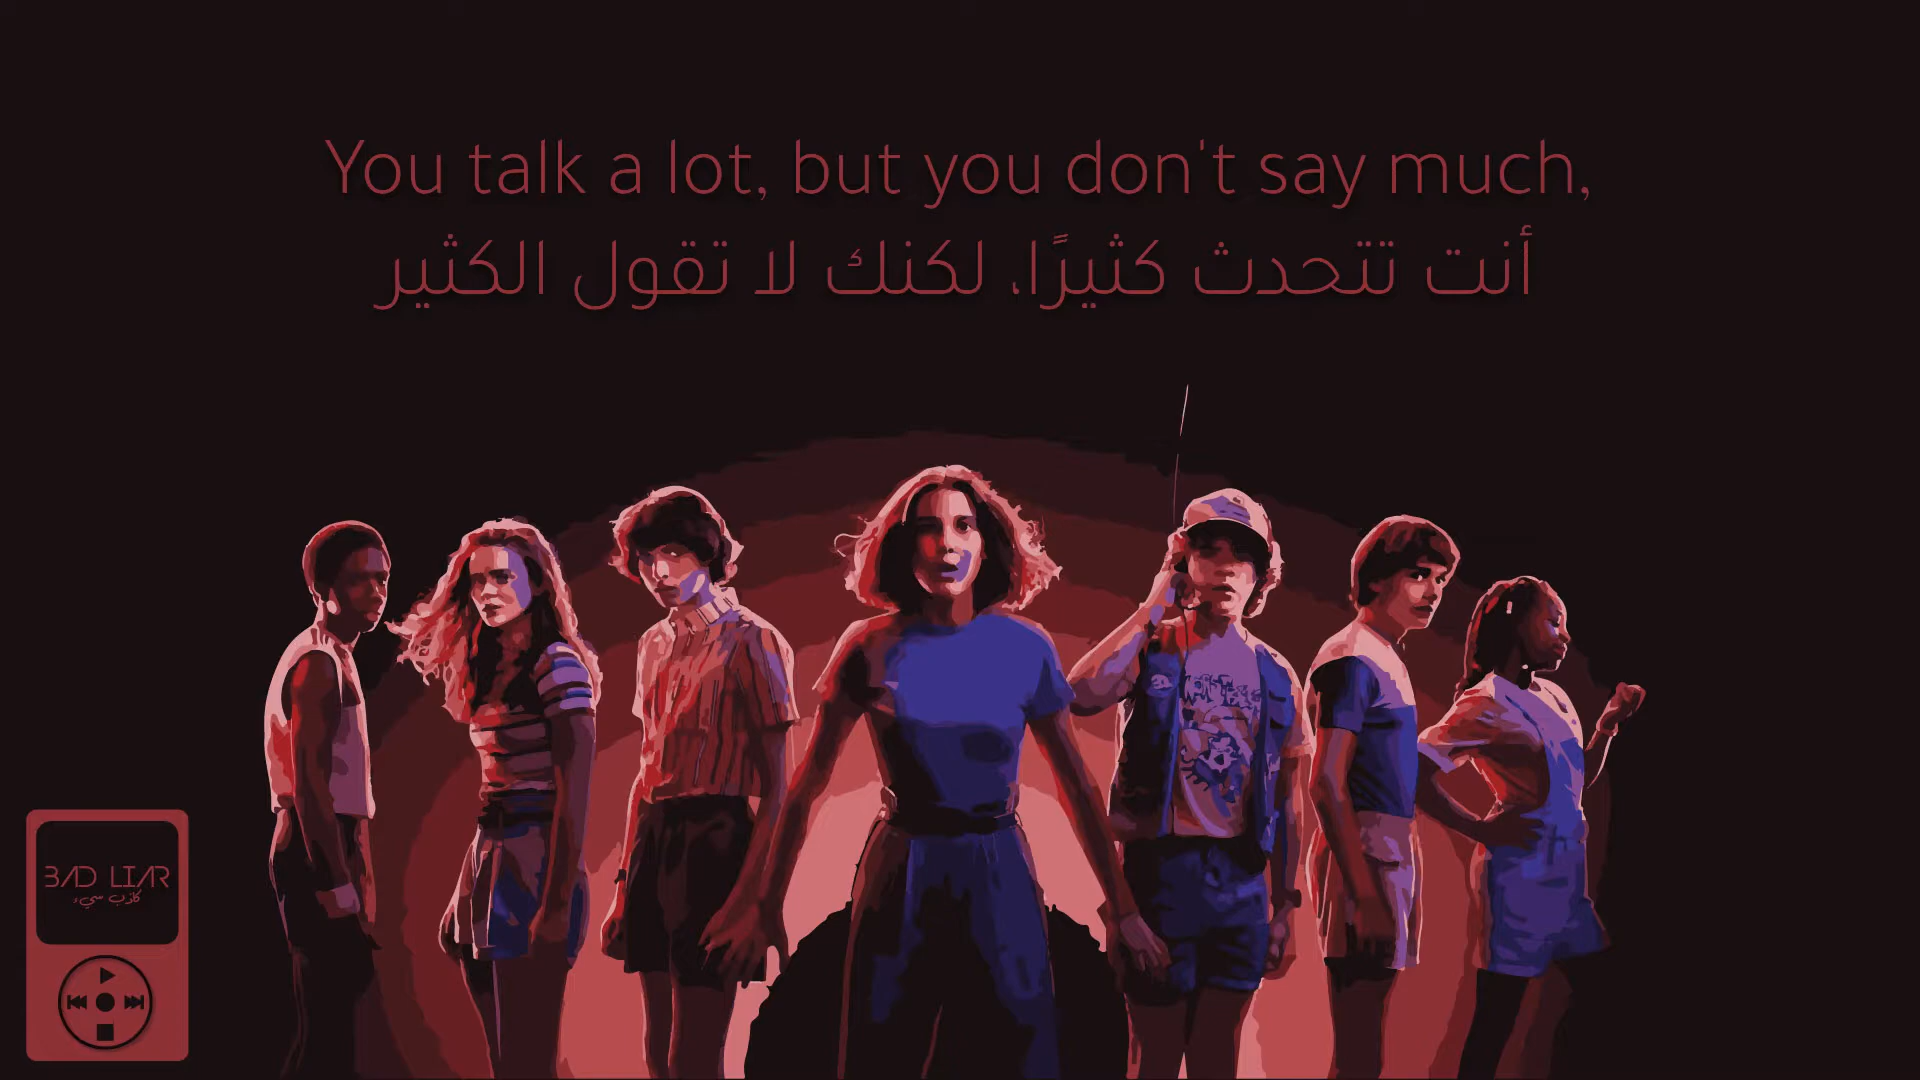 You talk a lot, but you don't say much,
أنت تتحدث كثيرًا، لكنك لا تقول الكثير
BAD LIAR
كاذب سيء